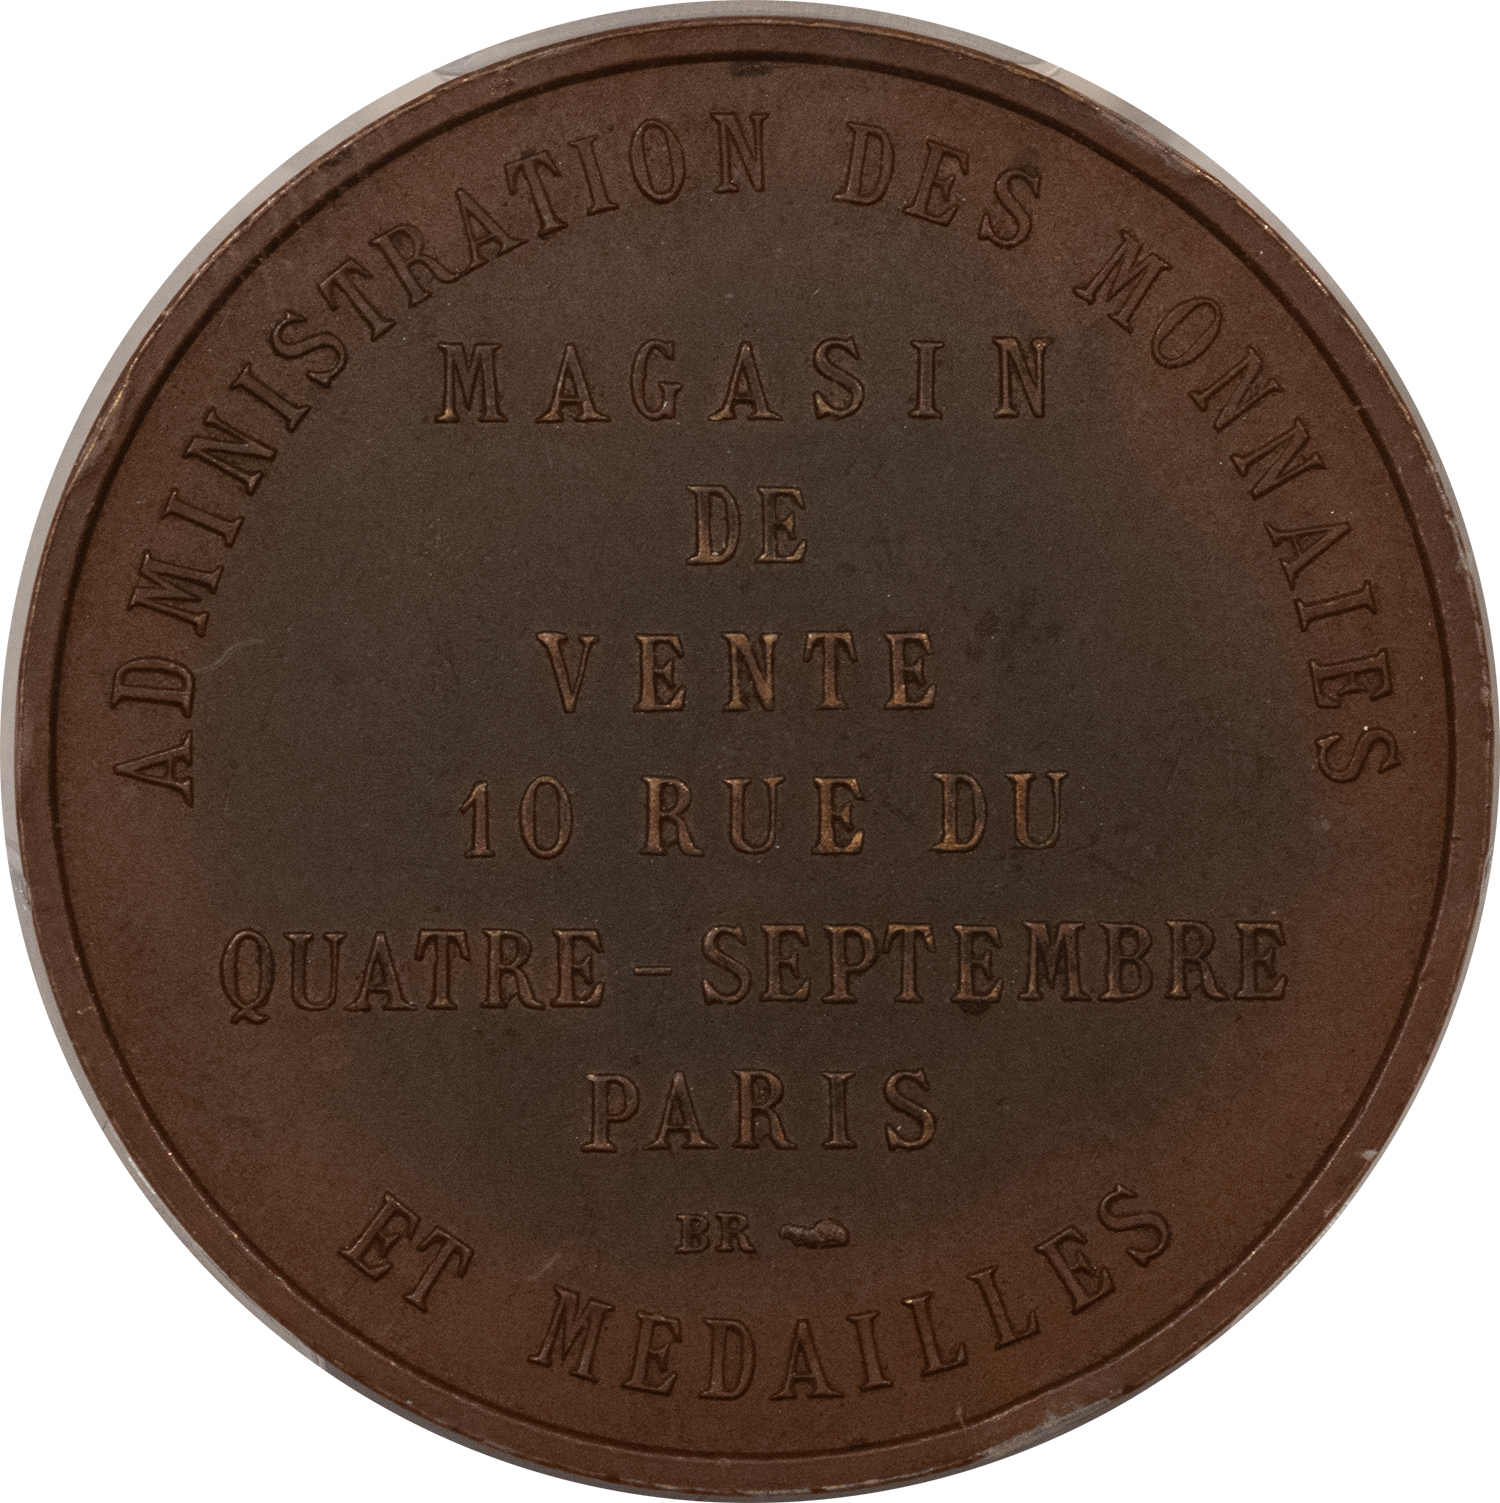 ADMINISTRATION DES MONNAIES
MAGASIN
DE
VENTE
10 RUE DU
QUATRE-SEPTEMBRE
PARIS
BR
ET MEDAILLES